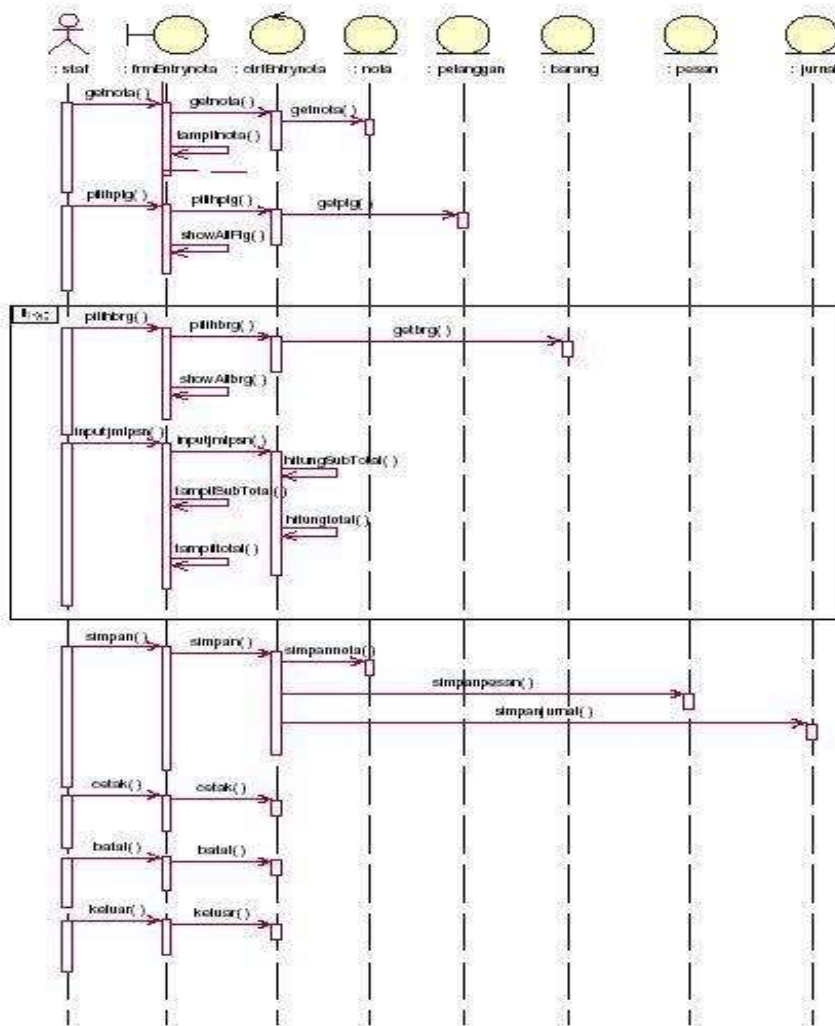 : staf : frmEntrynota : ctrlEntrynota : nota : pelanggan : barang : pesan : jurnal
getnota( )
getnota( )
getnota( )
tampilnota( )
pilihplg( )
pilihplg( )
getplg( )
showAllPlg( )
pilihbrg( )
pilihbrg( )
getbrg( )
showAllbrg( )
inputjmlpsn( )
inputjmlpsn( )
hitungSubTotal( )
tampilSubTotal( )
hitungtotal( )
tampiltotal( )
simpan( )
simpan( )
simpannota( )
simpanpesan( )
simpanjurnal( )
cetak( )
cetak( )
batal( )
batal( )
keluar( )
keluar( )